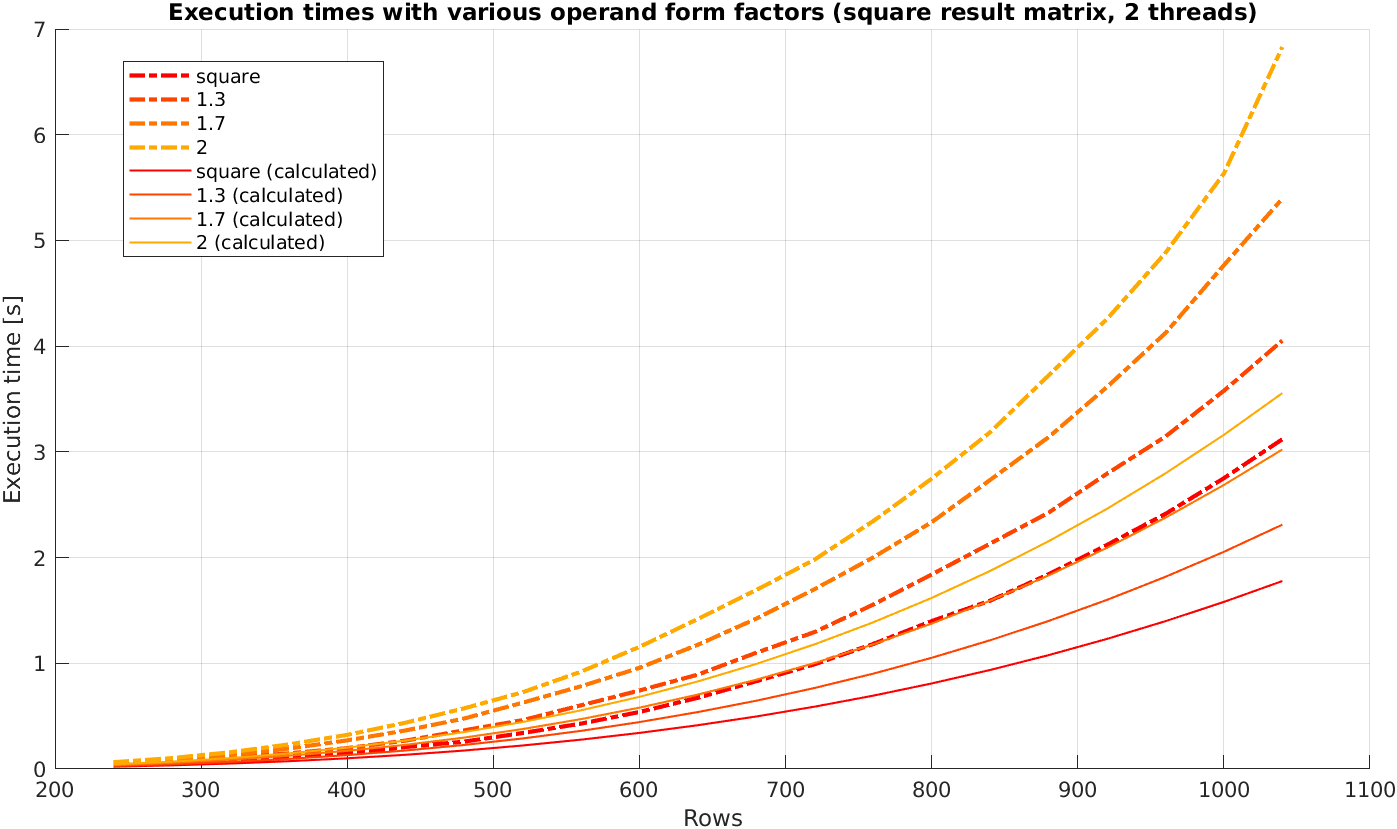 Execution times with various operand form factors (square result matrix, 2 threads)
7
6
5
4
3
2
1
0
Execution time [s]
square
1.3
1.7
2
square (calculated)
1.3 (calculated)
1.7 (calculated)
2 (calculated)
200 300 400 500 600 700 800 900 1000 1100
Rows